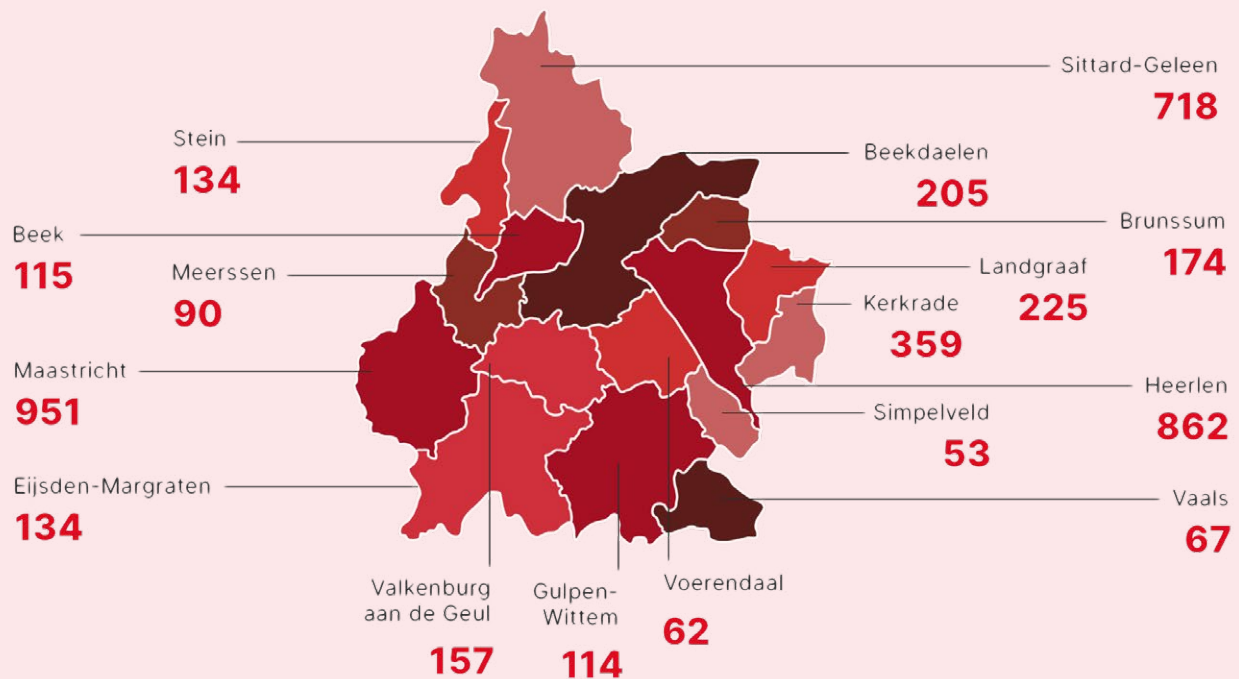 Sittard-Geleen
718
Stein
134
Beekdaelen
205
Beek
115
Brunssum
174
Meerssen
90
Landgraaf
225
Kerkrade
359
Maastricht
951
Heerlen
862
Simpelveld
53
Eijsden-Margraten
134
Vaals
67
Valkenburg
aan de Geul
157
Gulpen-
Wittem
114
Voerendaal
62